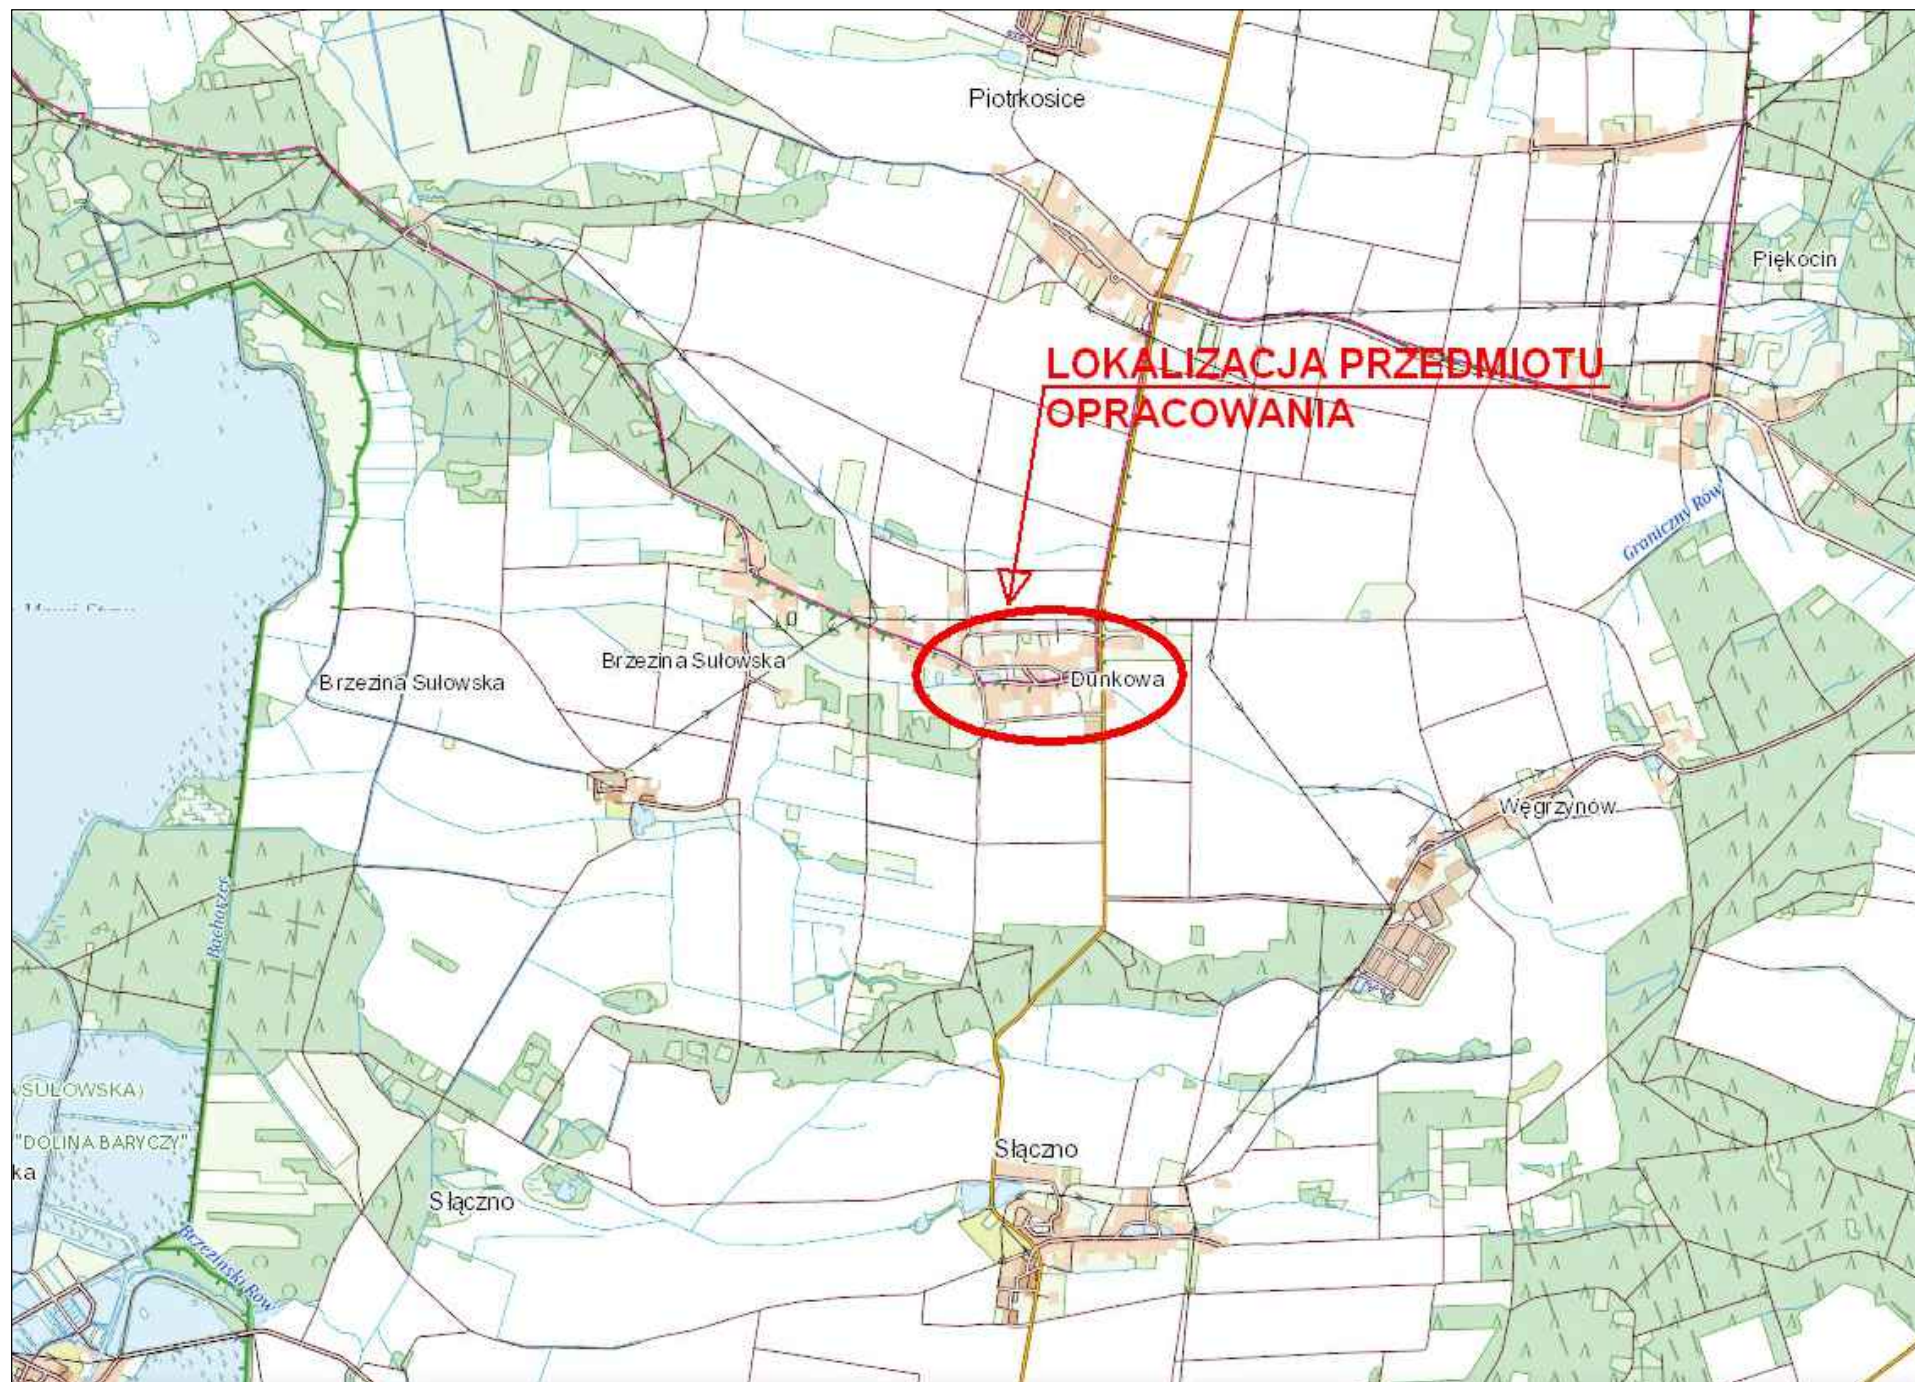 Piotrkosice
Piękocin
LOKALIZACJA PRZEDMIOTU
OPRACOWANIA
Graniczny Rów
Brzezina Sułowska
Brzezina Sułowska
Dunkowa
Węgrzynów
Bachorzec
SUŁOWSKA)
"DOLINA BARYCZY"
ka
Słączno
Słączno
Brzeziński Rów